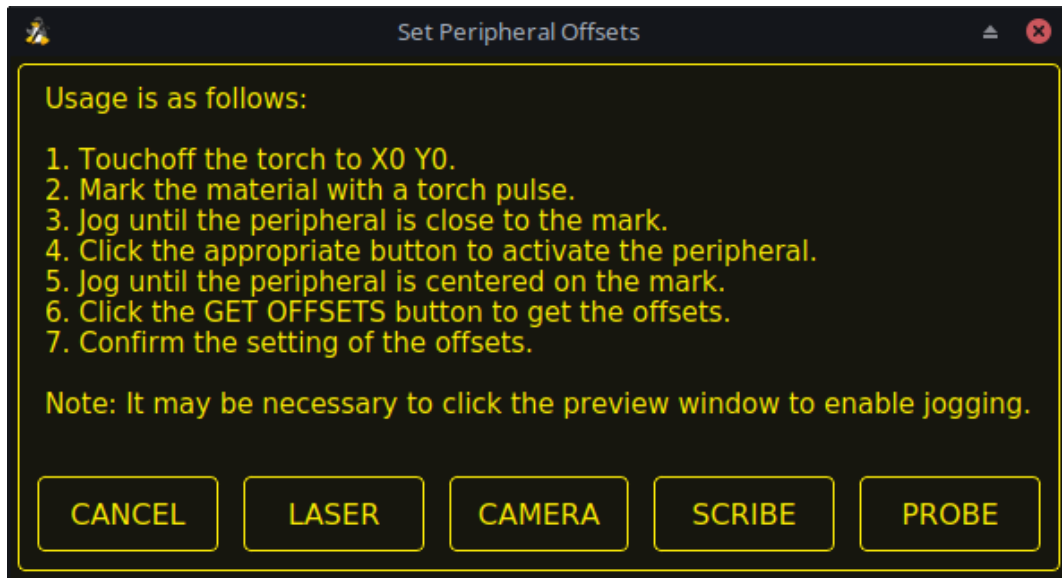 Set Peripheral Offsets
Usage is as follows:
1. Touchoff the torch to X0 Y0.
2. Mark the material with a torch pulse.
3. Jog until the peripheral is close to the mark.
4. Click the appropriate button to activate the peripheral.
5. Jog until the peripheral is centered on the mark.
6. Click the GET OFFSETS button to get the offsets.
7. Confirm the setting of the offsets.
Note: It may be necessary to click the preview window to enable jogging.
CANCEL LASER CAMERA SCRIBE PROBE